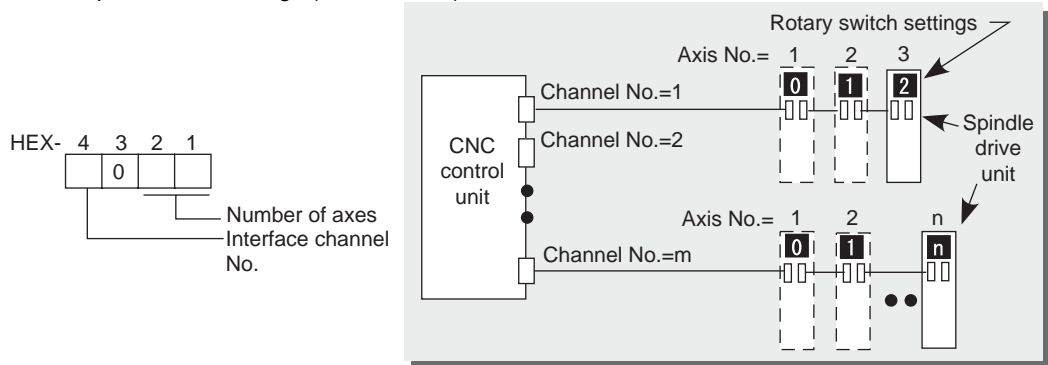 Rotary switch settings
Axis No.= 1 2 3
0 1 2
Channel No.=1
Channel No.=2
CNC
control
unit
Spindle
drive
unit
HEX- 4 3 2 1
0
Number of axes
Interface channel
No.
Axis No.= 1 2 n
0 1 n
Channel No.=m